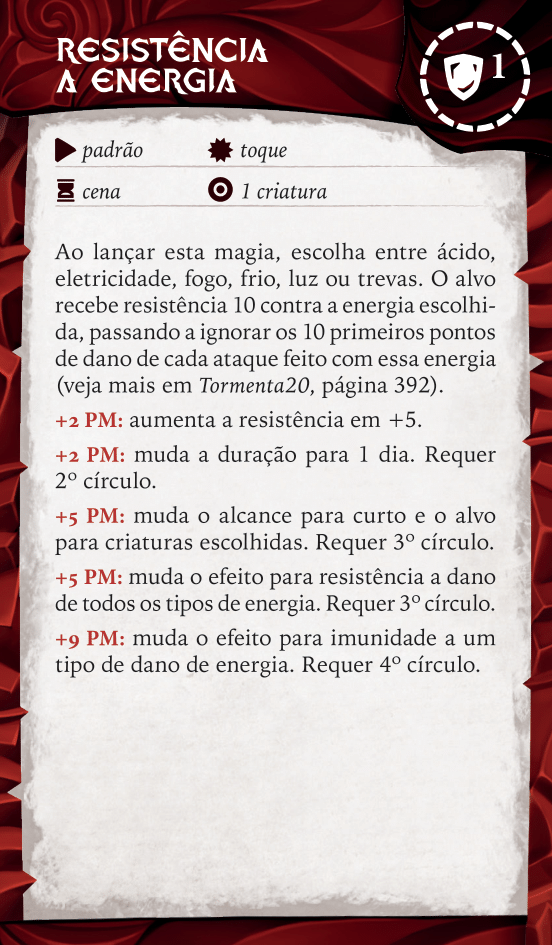 RESISTÊNCIA
A ENERGIA
1
padrão
toque
cena
1 criatura
Ao lançar esta magia, escolha entre ácido,
eletricidade, fogo, frio, luz ou trevas. O alvo
recebe resistência 10 contra a energia escolhi-
da, passando a ignorar os 10 primeiros pontos
de dano de cada ataque feito com essa energia
(veja mais em Tormenta20, página 392).
+2 PM: aumenta a resistência em +5.
+2 PM: muda a duração para 1 dia. Requer
2º círculo.
+5 PM: muda o alcance para curto e o alvo
para criaturas escolhidas. Requer 3º círculo.
+5 PM: muda o efeito para resistência a dano
de todos os tipos de energia. Requer 3º círculo.
+9 PM: muda o efeito para imunidade a um
tipo de dano de energia. Requer 4º círculo.